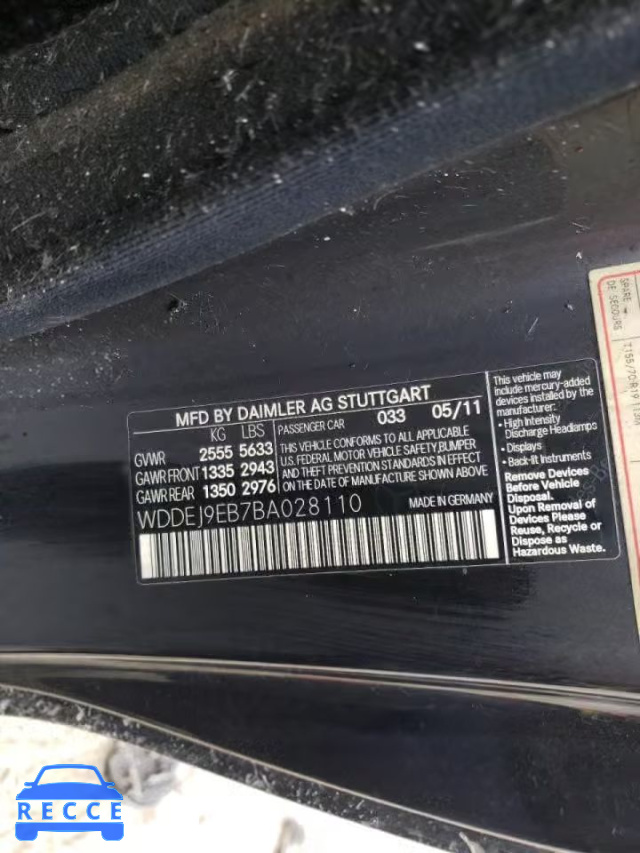 MFD BY DAIMLER AG STUTTGART
KG LBS PASSENGER CAR 033 05/11
GVWR 2555 5633
GAWR FRONT 1335 2943
GAWR REAR 1350 2976
THIS VEHICLE CONFORMS TO ALL APPLICABLE
U.S. FEDERAL MOTOR VEHICLE SAFETY, BUMPER
AND THEFT PREVENTION STANDARDS IN EFFECT
ON THE DATE OF MANUFACTURE SHOWN ABOVE.
WDDEJ9EB7BA028110 MADE IN GERMANY
This vehicle may
include mercury-added
devices installed by the
manufacturer:
• High Intensity
Discharge Headlamps
• Displays
• Back-lit Instruments
Remove Devices
Before Vehicle
Disposal.
Upon Removal of
Devices Please
Reuse, Recycle or
Dispose as
Hazardous Waste.
SPARE
DE SECOURS
RECCE